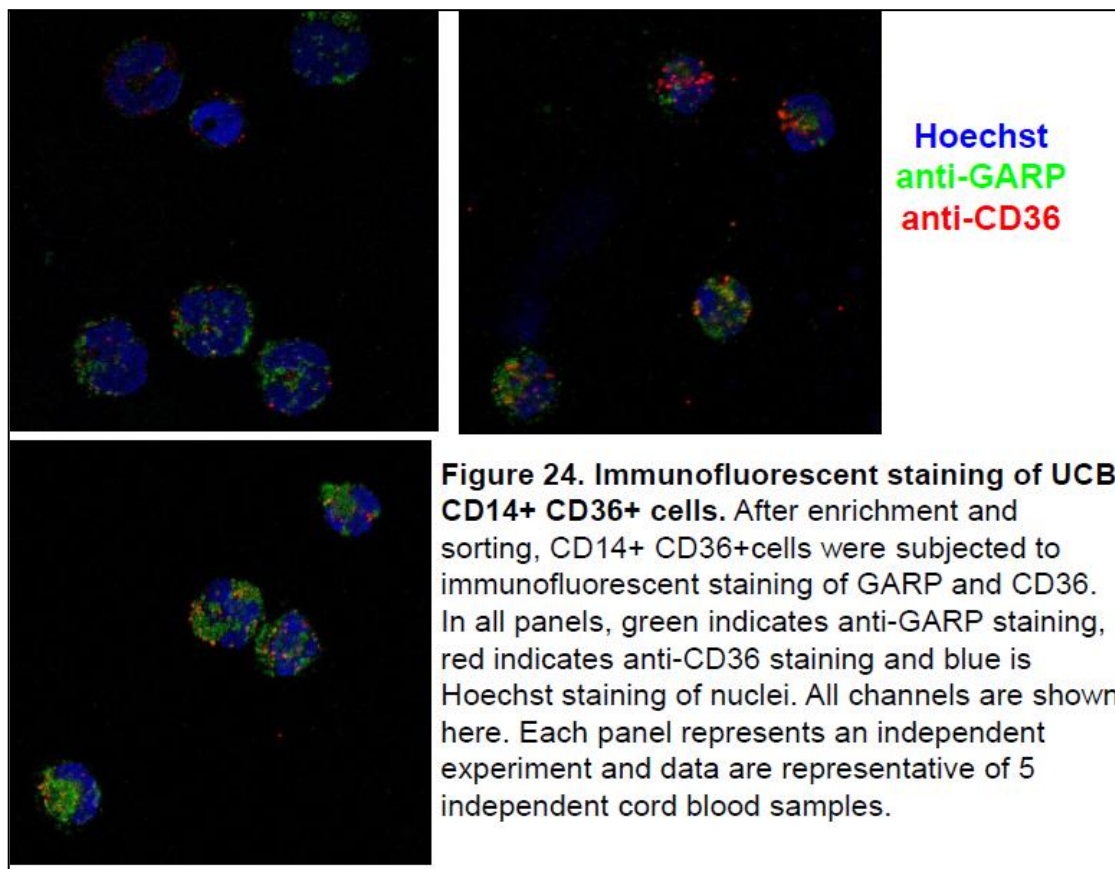 Hoechst
anti-GARP
anti-CD36
Figure 24. Immunofluorescent staining of UCB
CD14+ CD36+ cells. After enrichment and
sorting, CD14+ CD36+cells were subjected to
immunofluorescent staining of GARP and CD36.
In all panels, green indicates anti-GARP staining,
red indicates anti-CD36 staining and blue is
Hoechst staining of nuclei. All channels are shown
here. Each panel represents an independent
experiment and data are representative of 5
independent cord blood samples.